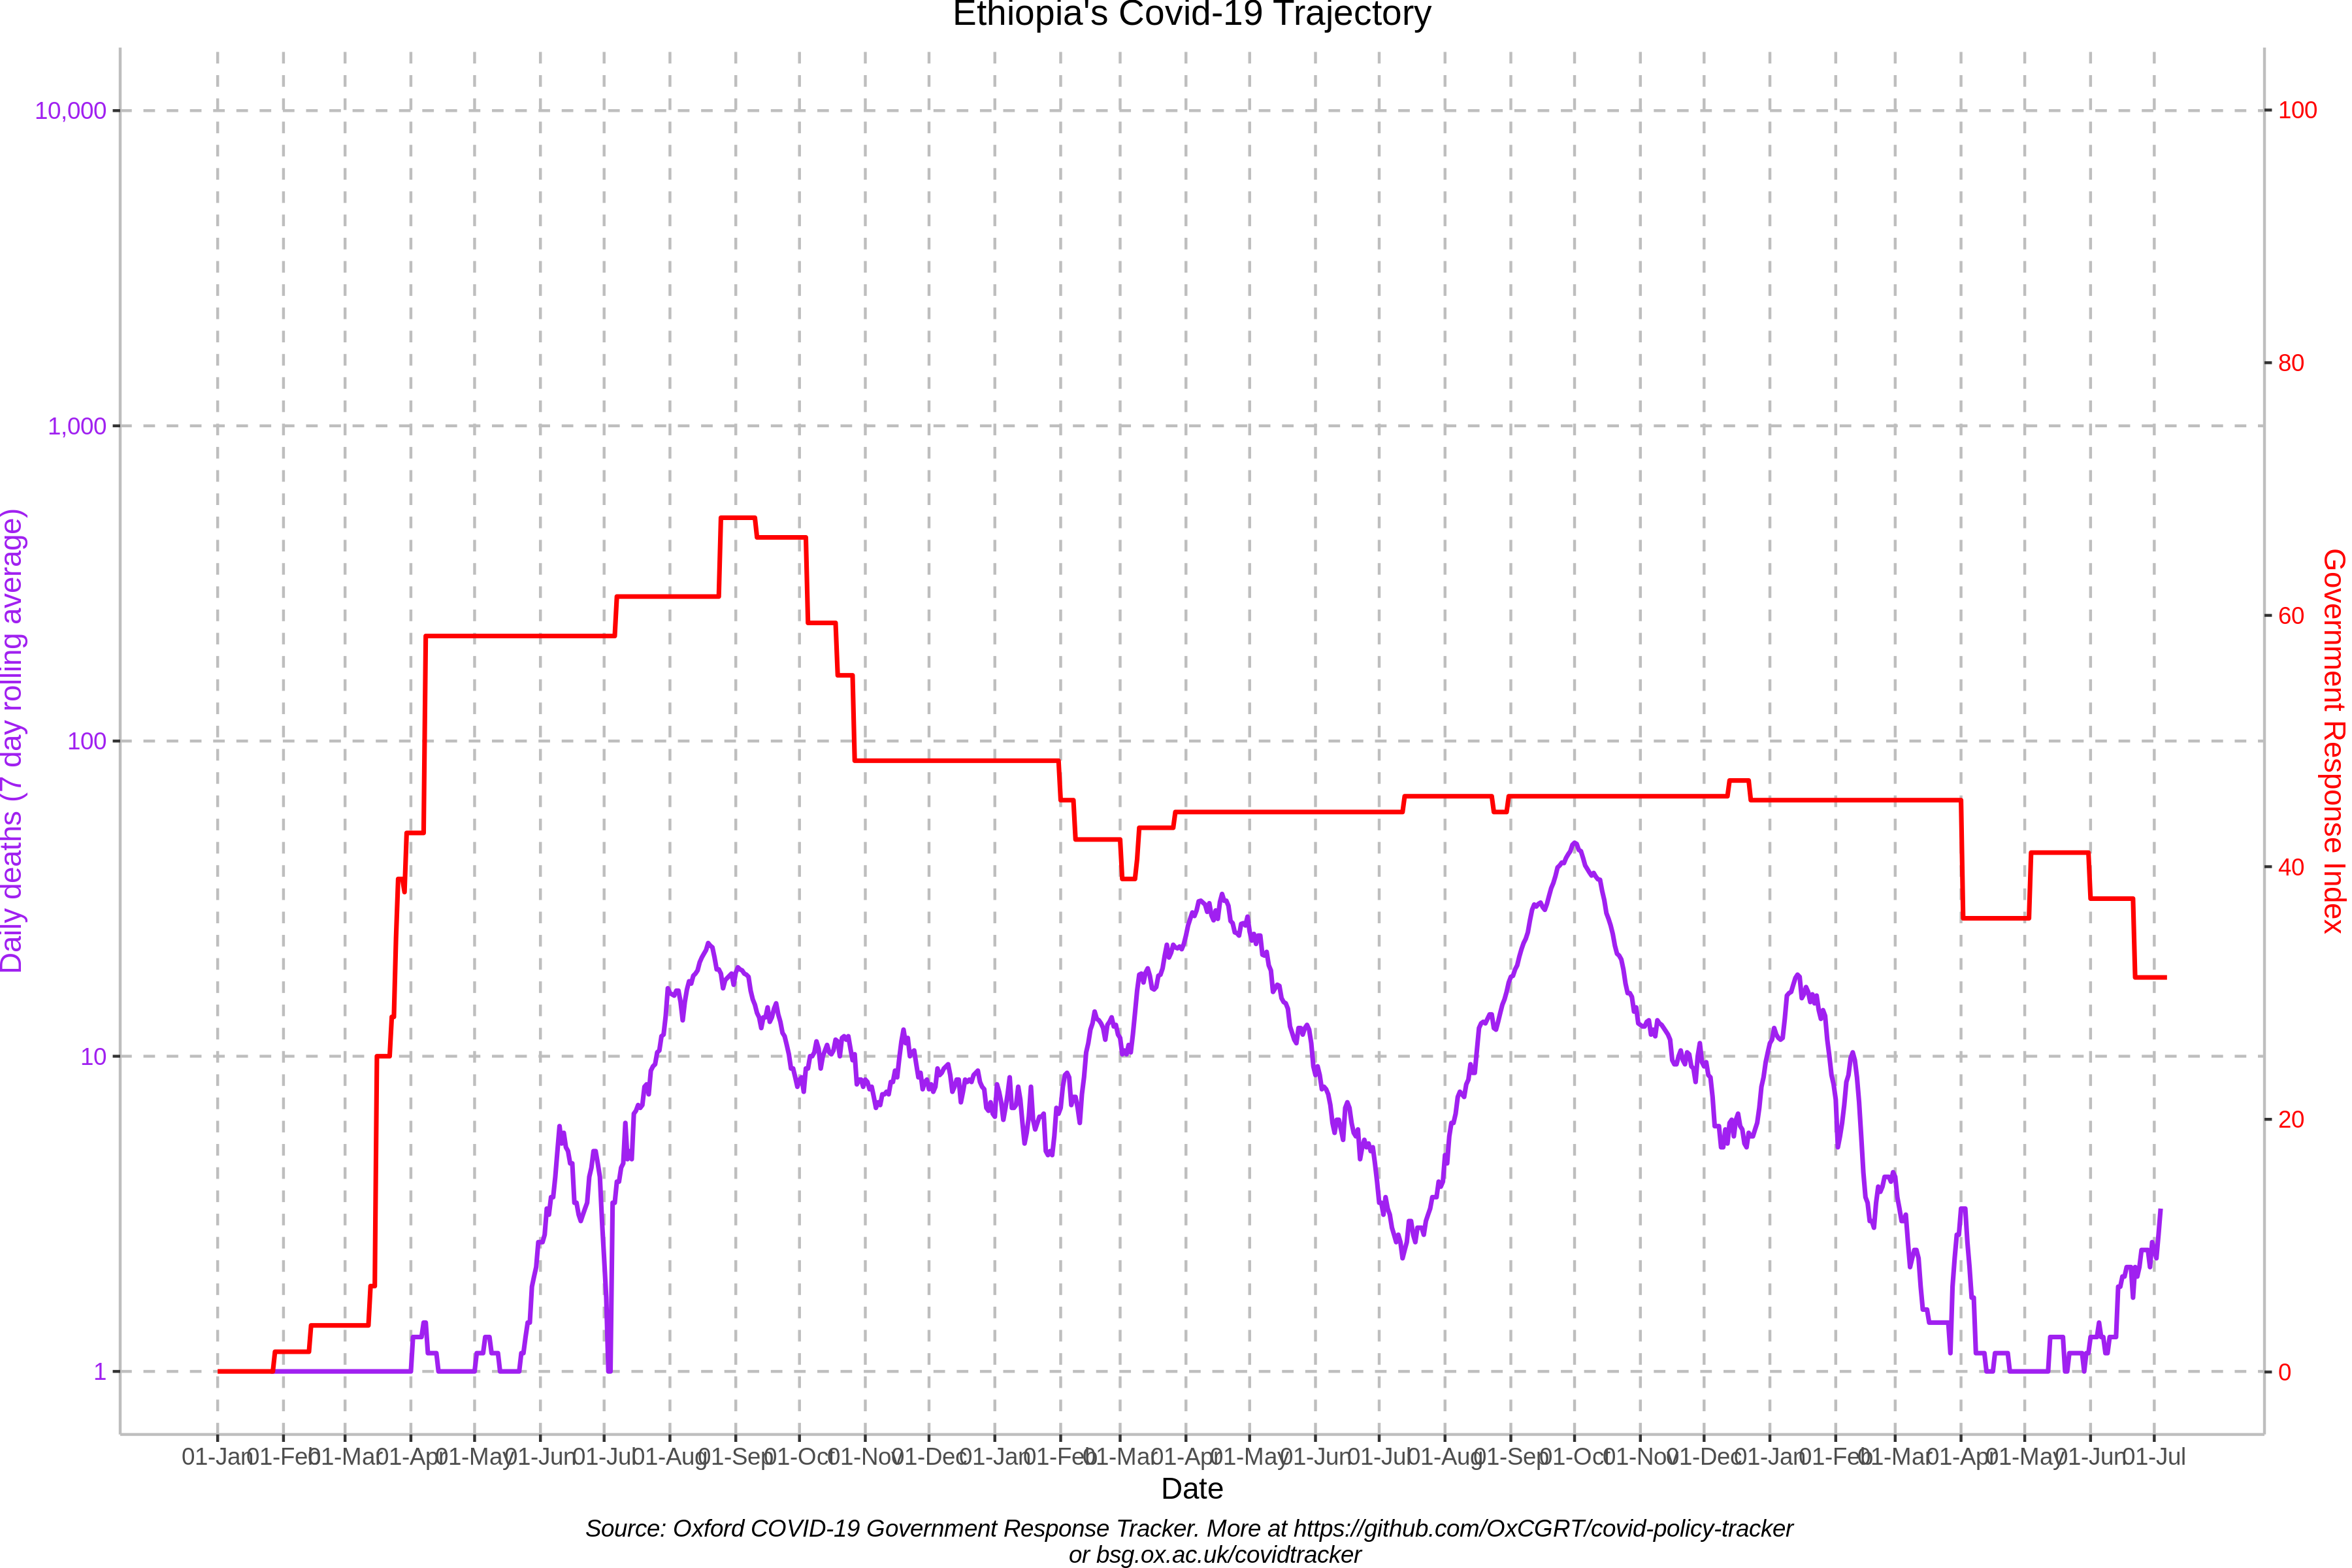 Ethiopia's Covid-19 Trajectory
10,000
1,000
100
10
1
Daily deaths (7 day rolling average)
100
80
60
40
20
0
Government Response Index
01-Jan 01-Feb 01-Mar 01-Apr 01-May 01-Jun 01-Jul 01-Aug 01-Sep 01-Oct 01-Nov 01-Dec 01-Jan 01-Feb 01-Mar 01-Apr 01-May 01-Jun 01-Jul 01-Aug 01-Sep 01-Oct 01-Nov 01-Dec 01-Jan 01-Feb 01-Mar 01-Apr 01-May 01-Jun 01-Jul
Date
Source: Oxford COVID-19 Government Response Tracker. More at https://github.com/OxCGRT/covid-policy-tracker
or bsg.ox.ac.uk/covidtracker